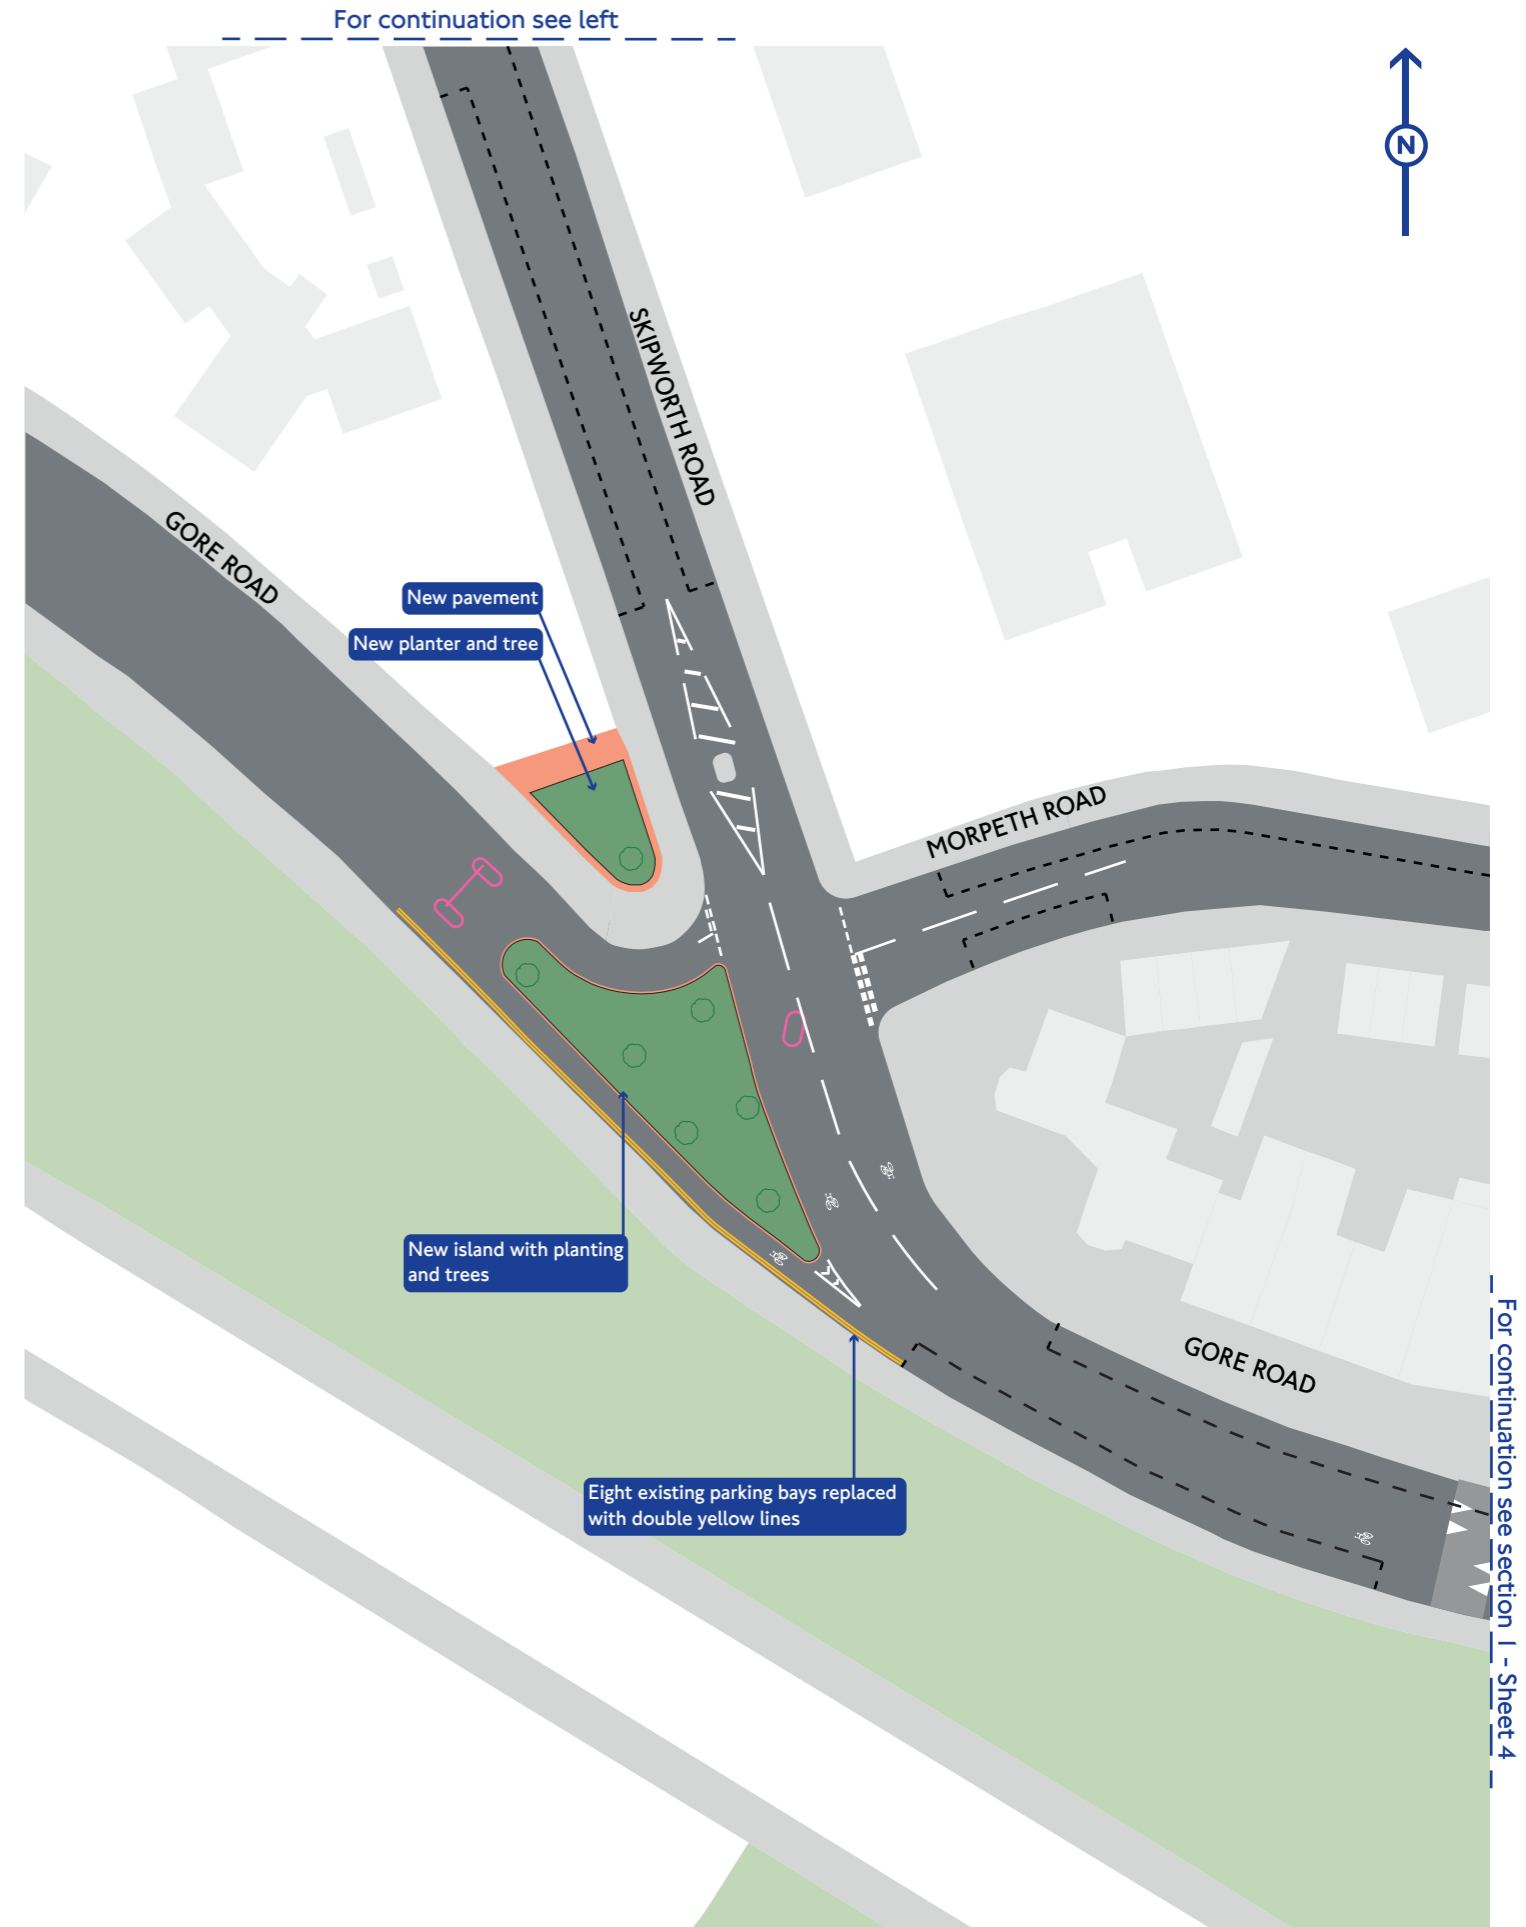 For continuation see left
N
SKIPWORTH ROAD
GORE ROAD
New pavement
New planter and tree
MORPETH ROAD
New island with planting
and trees
GORE ROAD
For continuation see section 1 - Sheet 4
Eight existing parking bays replaced
with double yellow lines